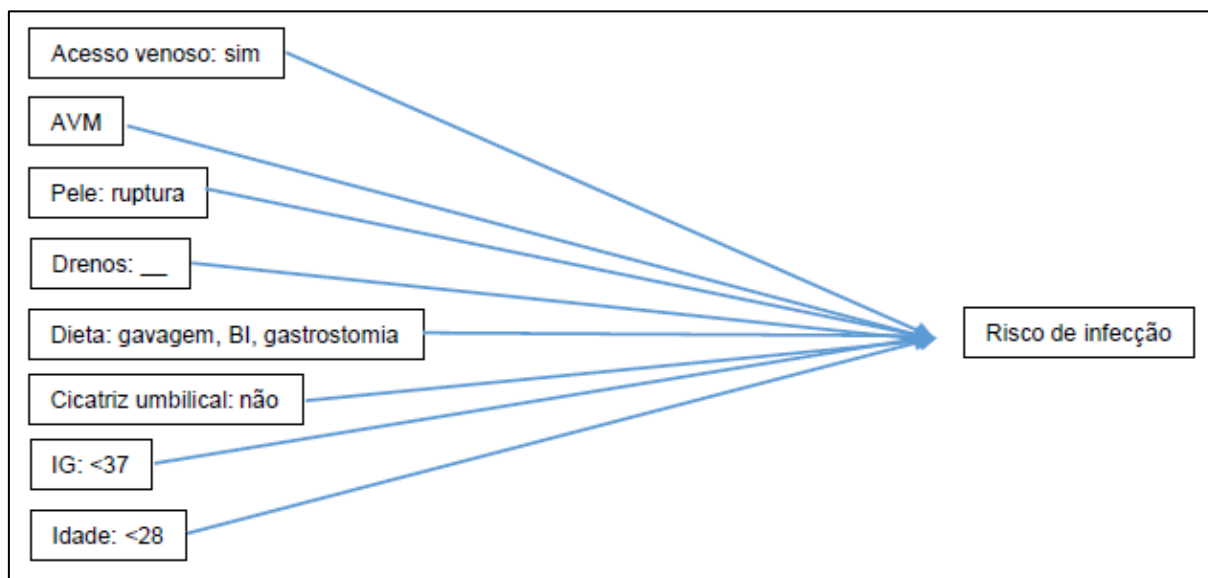 Acesso venoso: sim
AVM
Pele: ruptura
Drenos: __
Dieta: gavagem, BI, gastrostomia
Risco de infecção
Cicatriz umbilical: não
IG: <37
Idade: <28